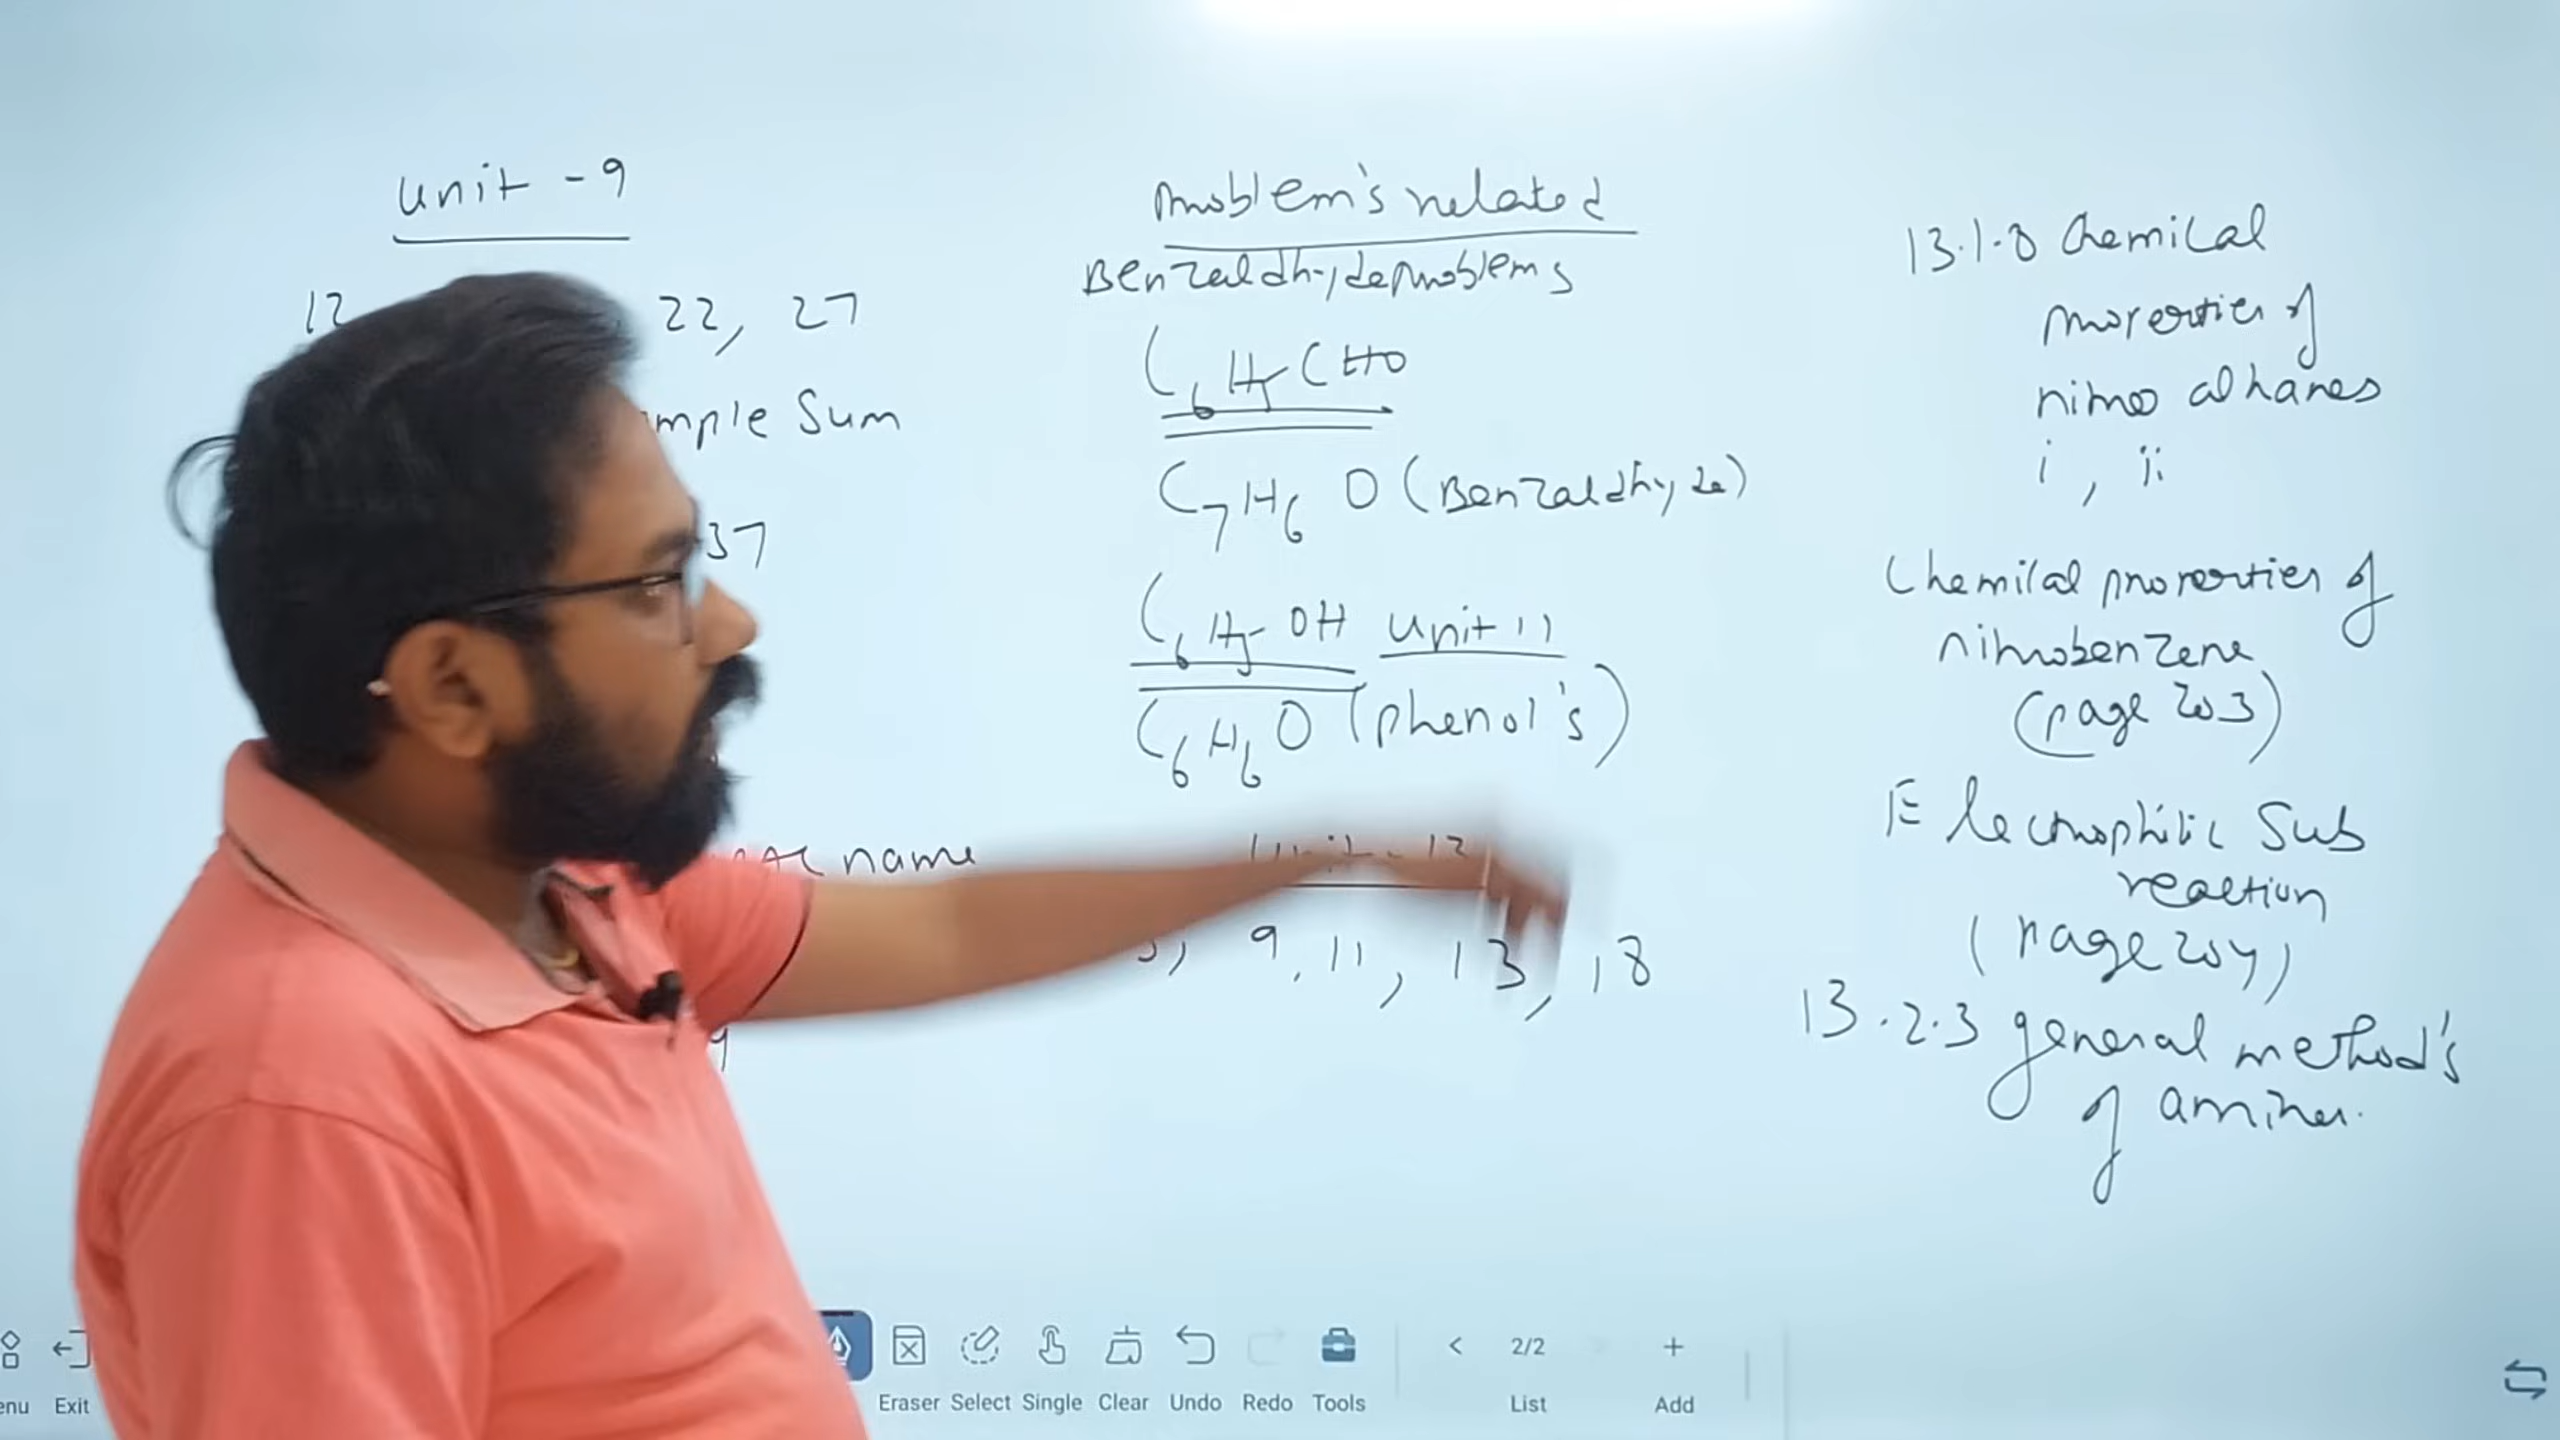 unit - 9
12
22, 27
mple Sum
37
name
problem's related
Benzaldhyde problems
C6H5-CHO
C7H6O (Benzaldhyde)
C6H5-OH unit 11
C6H6O (phenol's)
9, 11, 13, 18
13.1.8 chemical
properties of
nitro alkanes
i, ii
Chemical properties of
nitrobenzene
(page 203)
Electrophilic Sub
reaction
(page 204)
13.2.3 general method's
of amines.
enu Exit Eraser Select Single Clear Undo Redo Tools < 2/2 List + Add